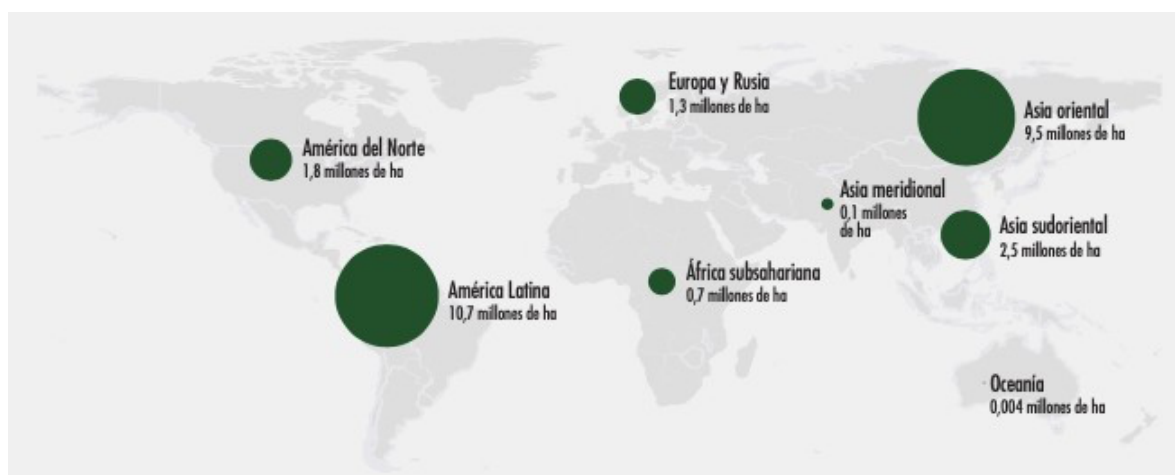 Europa y Rusia
1,3 millones de ha
Asia oriental
9,5 millones de ha
América del Norte
1,8 millones de ha
Asia meridional
0,1 millones
de ha
Asia sudoriental
2,5 millones de ha
África subsahariana
0,7 millones de ha
América Latina
10,7 millones de ha
Oceanía
0,004 millones de ha